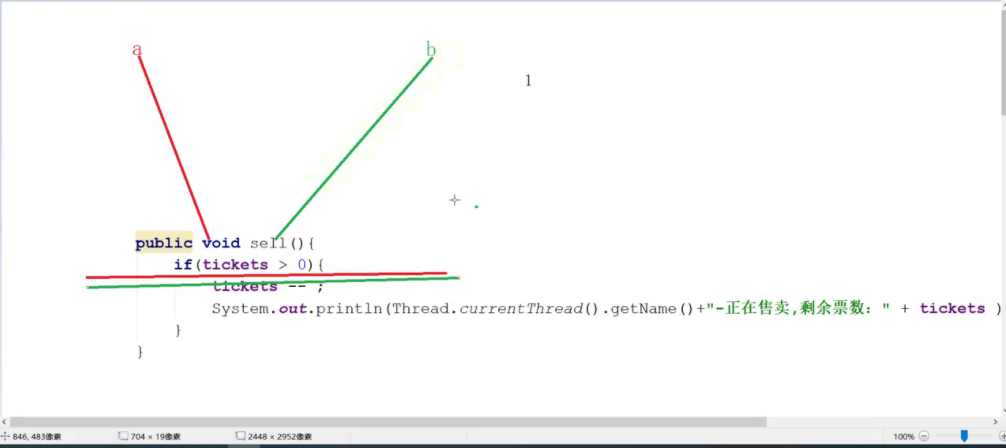 a
b
1
public void sell(){
if(tickets > 0){
tickets -- ;
System.out.println(Thread.currentThread().getName()+"-正在售卖,剩余票数: " + tickets )
}
}
846, 483像素
704 × 19像素
2448 × 2952像素
100%